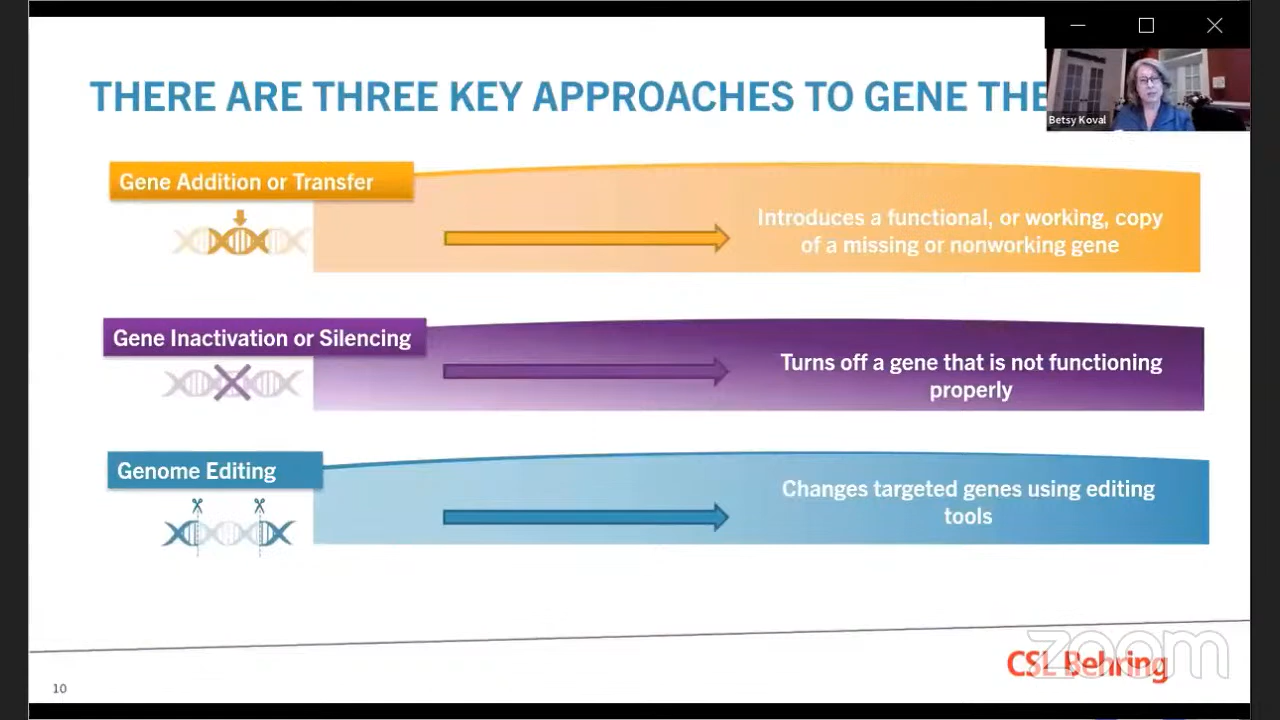 THERE ARE THREE KEY APPROACHES TO GENE THE
Betsy Koval
Gene Addition or Transfer
Introduces a functional, or working, copy
of a missing or nonworking gene
Gene Inactivation or Silencing
Turns off a gene that is not functioning
properly
Genome Editing
Changes targeted genes using editing
tools
CSL Behring
zoom
10